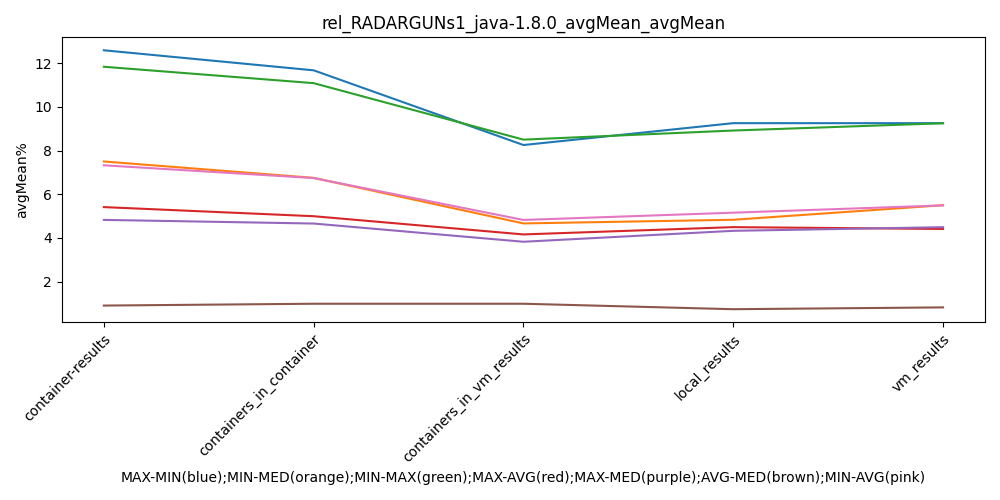 rel_RADARGUNs1_java-1.8.0_avgMean_avgMean
12
10
8
6
4
2
avgMean%
container-results
containers_in_container
containers_in_vm_results
local_results
vm_results
MAX-MIN(blue);MIN-MED(orange);MIN-MAX(green);MAX-AVG(red);MAX-MED(purple);AVG-MED(brown);MIN-AVG(pink)